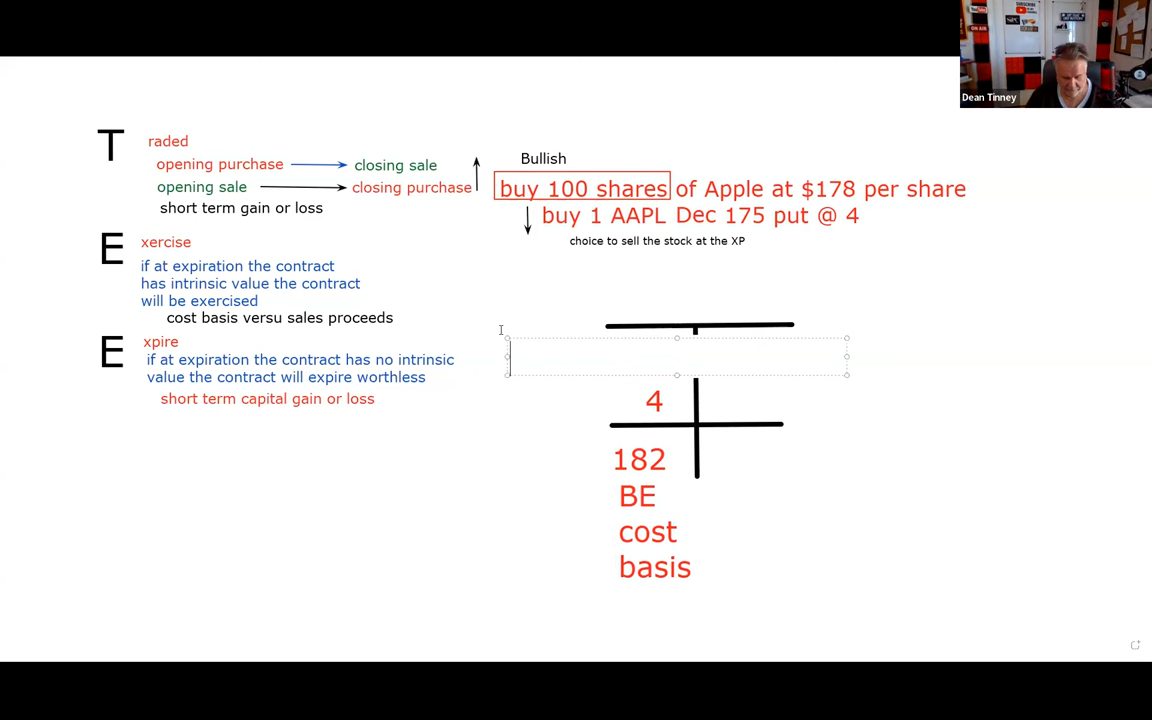 Dean Tinney
T
raded
opening purchase
closing sale
opening sale
closing purchase
short term gain or loss
E
xercise
if at expiration the contract
has intrinsic value the contract
will be exercised
cost basis versu sales proceeds
E
xpire
if at expiration the contract has no intrinsic
value the contract will expire worthless
short term capital gain or loss
Bullish
buy 100 shares of Apple at $178 per share
buy 1 AAPL Dec 175 put @ 4
choice to sell the stock at the XP
4
182
BE
cost
basis